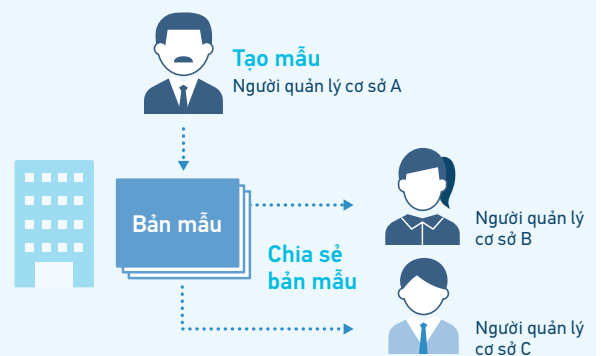 Tạo mẫu
Người quản lý cơ sở A
Bản mẫu
Chia sẻ
bản mẫu
Người quản lý
cơ sở B
Người quản lý
cơ sở C